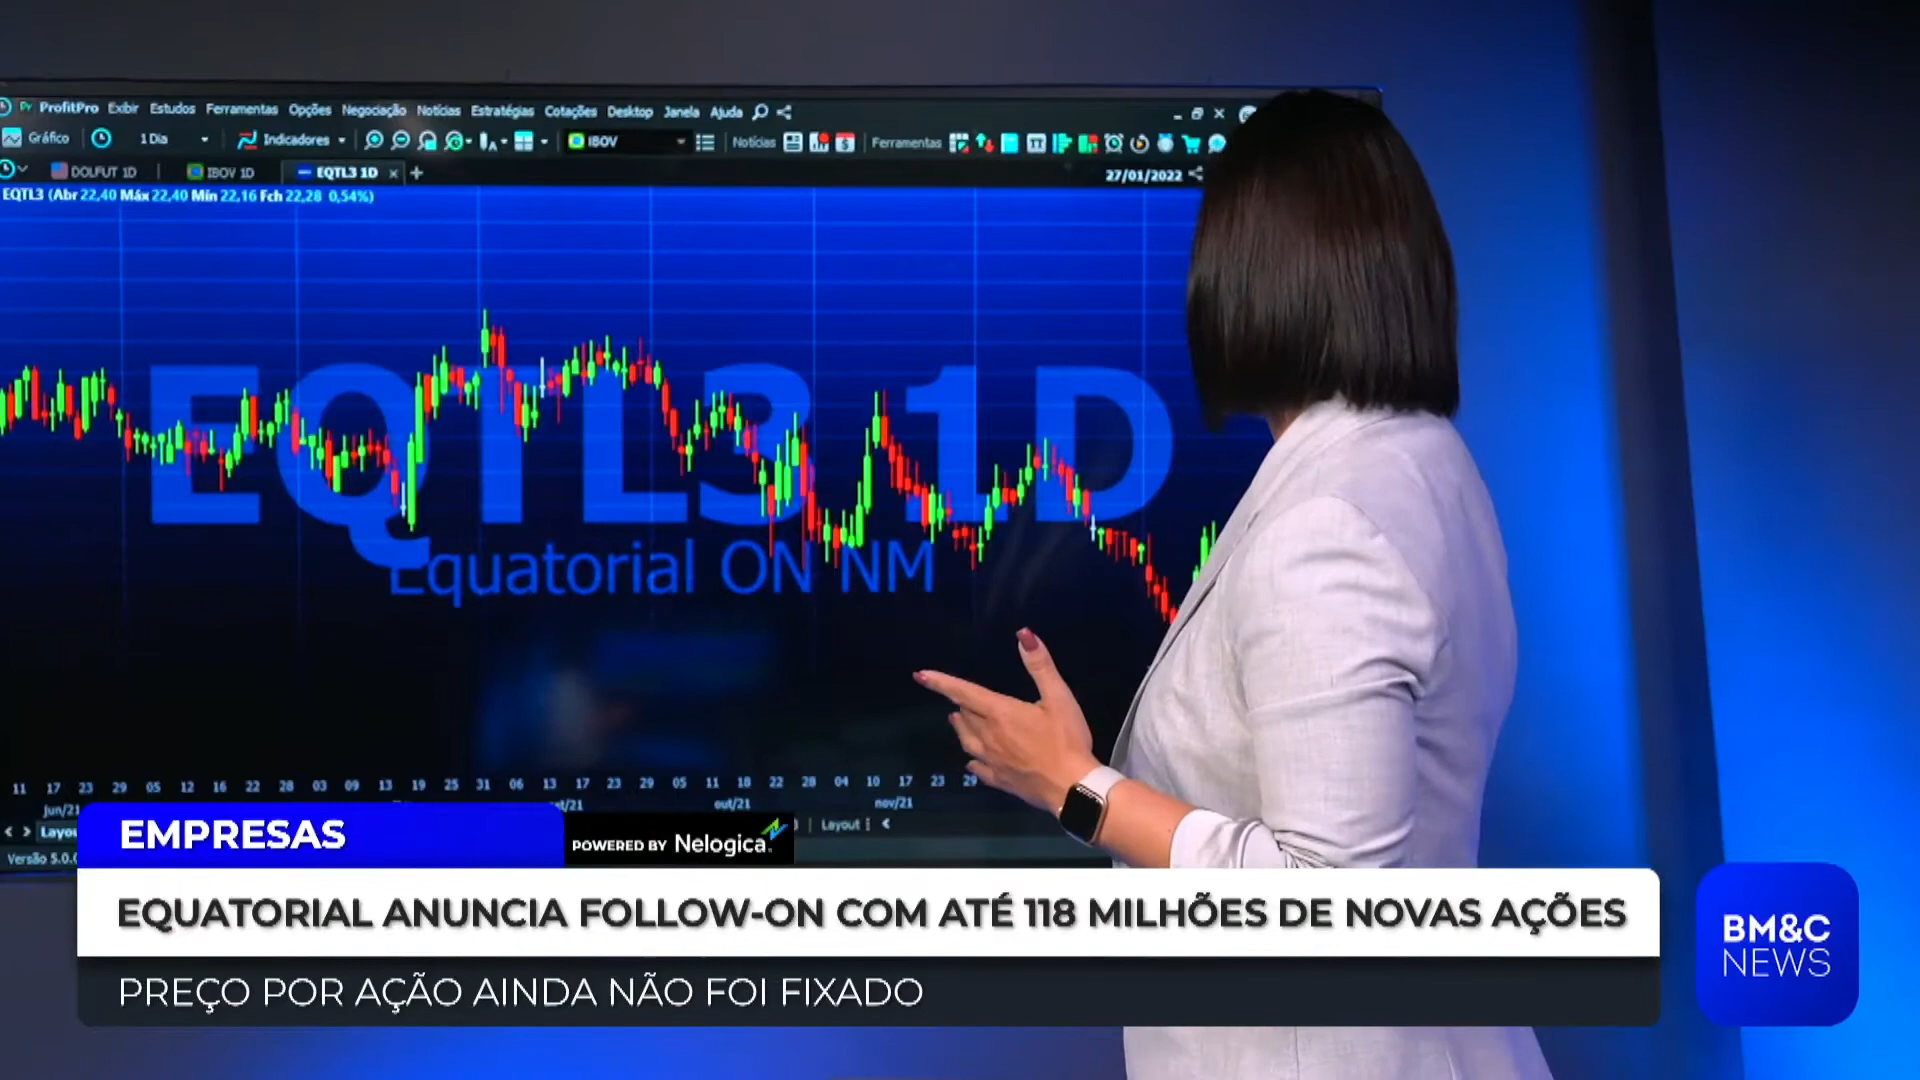 ProfitPro Exibir Estudos Ferramentas Opções Negociação Notícias Estratégias Cotações Desktop Janela Ajuda
Gráfico 1 Dia Indicadores IBOV Notícias Ferramentas
DOLFUT 1D IBOV 1D EQTL3 1D 27/01/2022
EQTL3 (Abr 22,40 Máx 22,40 Mín 22,16 Fch 22,28 0,54%)
EQTL3 1D
Equatorial ON NM
11 17 23 29 05 12 16 22 28 03 09 13 19 25 31 06 13 17 23 29 05 11 18 22 28 04 10 17 23 29
jun/21 out/21 nov/21
Layout
Versão 5.0.0
EMPRESAS
POWERED BY Nelogica
EQUATORIAL ANUNCIA FOLLOW-ON COM ATÉ 118 MILHÕES DE NOVAS AÇÕES
PREÇO POR AÇÃO AINDA NÃO FOI FIXADO
BM&C
NEWS